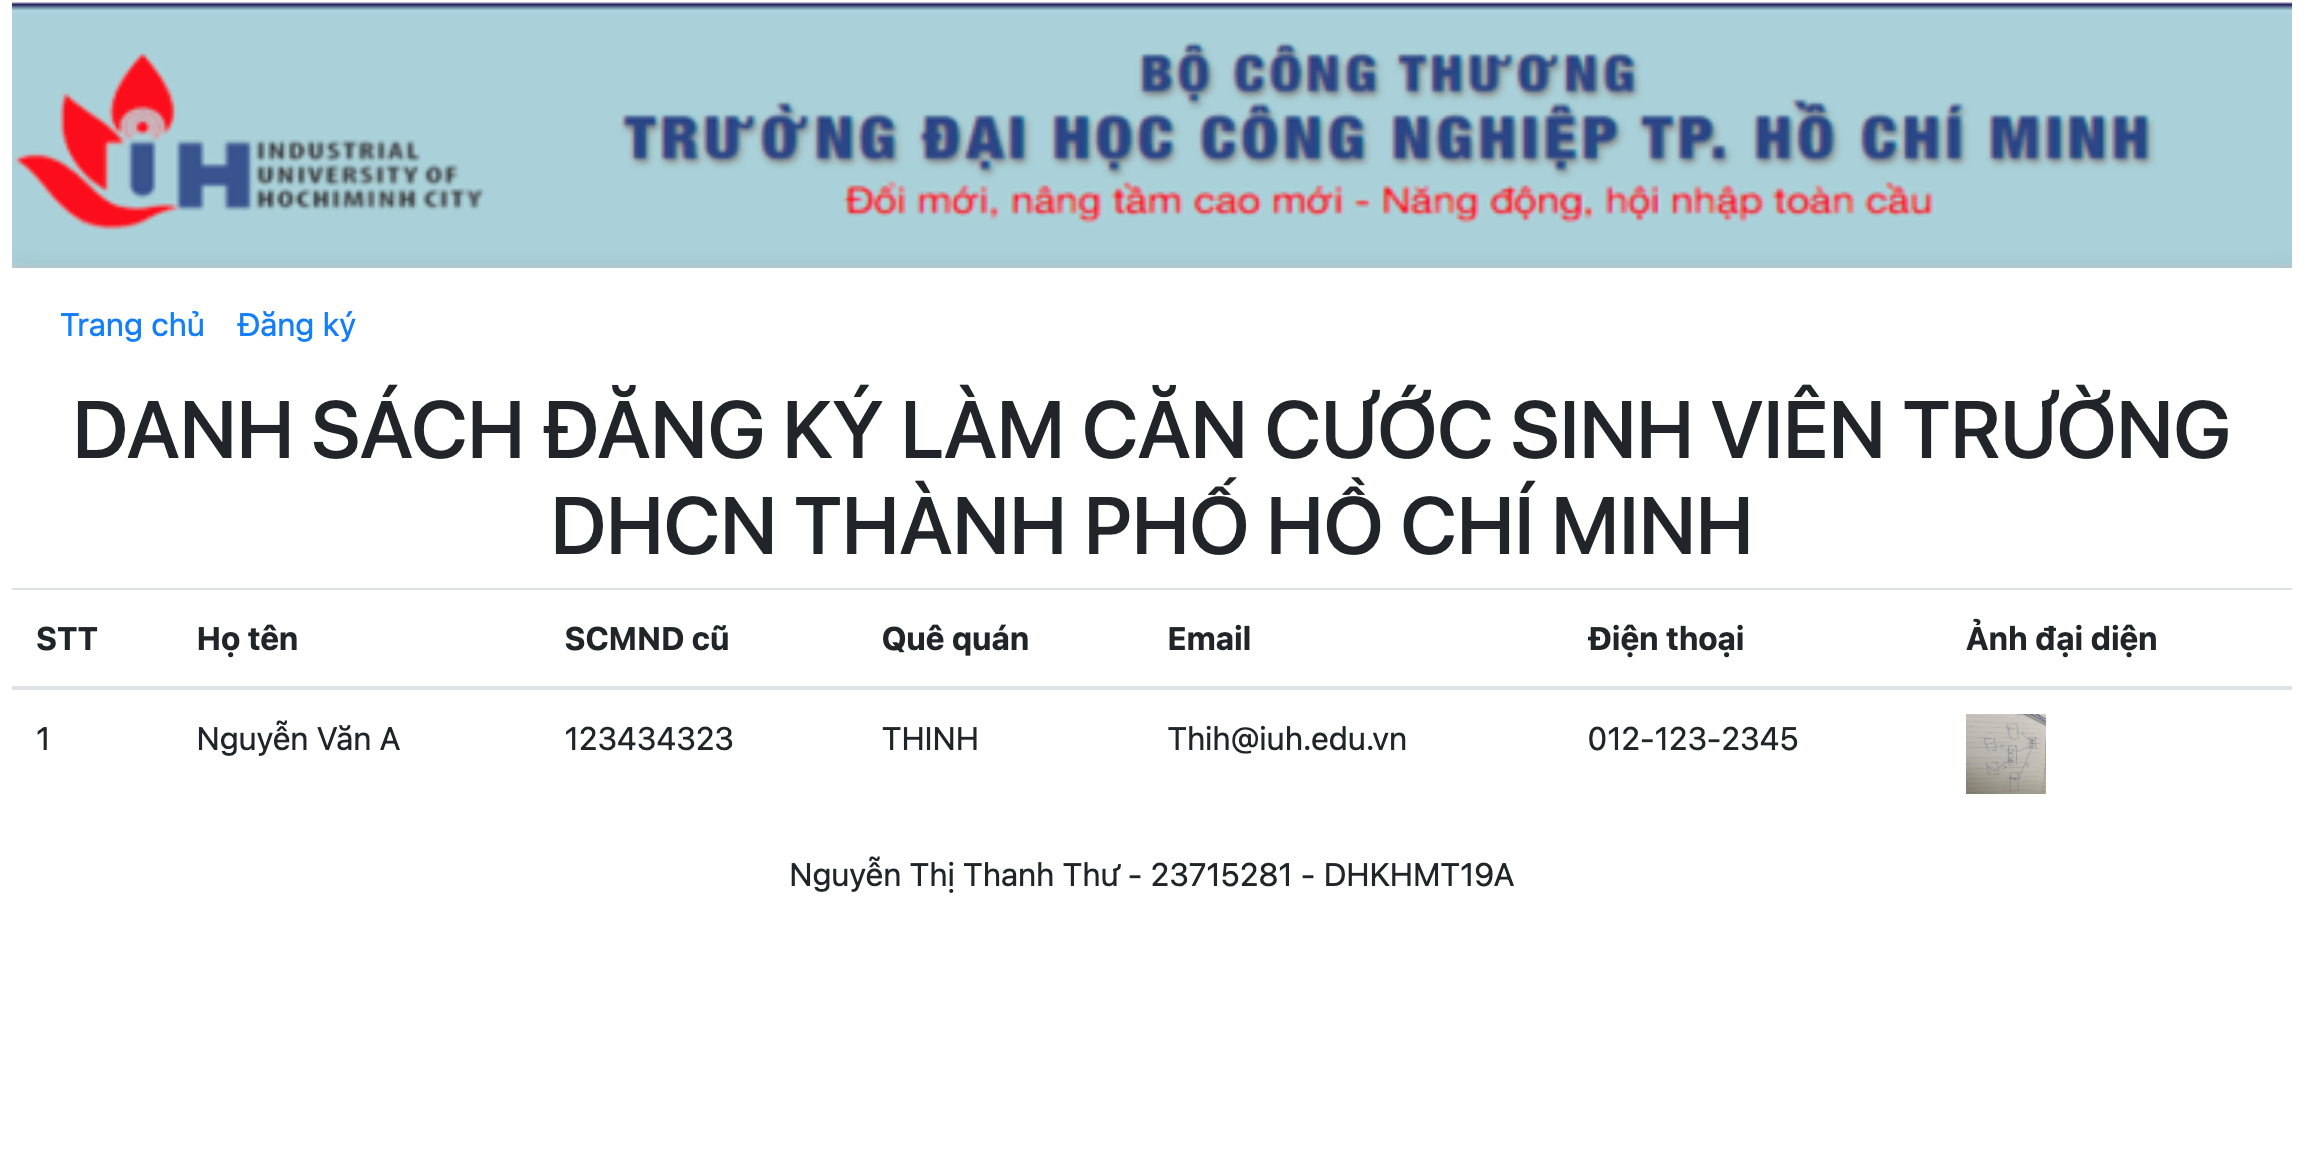 INDUSTRIAL
UNIVERSITY OF
HOCHIMINH CITY
BỘ CÔNG THƯƠNG
TRƯỜNG ĐẠI HỌC CÔNG NGHIỆP TP. HỒ CHÍ MINH
Đổi mới, nâng tầm cao mới - Năng động, hội nhập toàn cầu
Trang chủ Đăng ký
DANH SÁCH ĐĂNG KÝ LÀM CĂN CƯỚC SINH VIÊN TRƯỜNG
DHCN THÀNH PHỐ HỒ CHÍ MINH
STT Họ tên SCMND cũ Quê quán Email Điện thoại Ảnh đại diện
1 Nguyễn Văn A 123434323 THINH Thih@iuh.edu.vn 012-123-2345
Nguyễn Thị Thanh Thư - 23715281 - DHKHMT19A